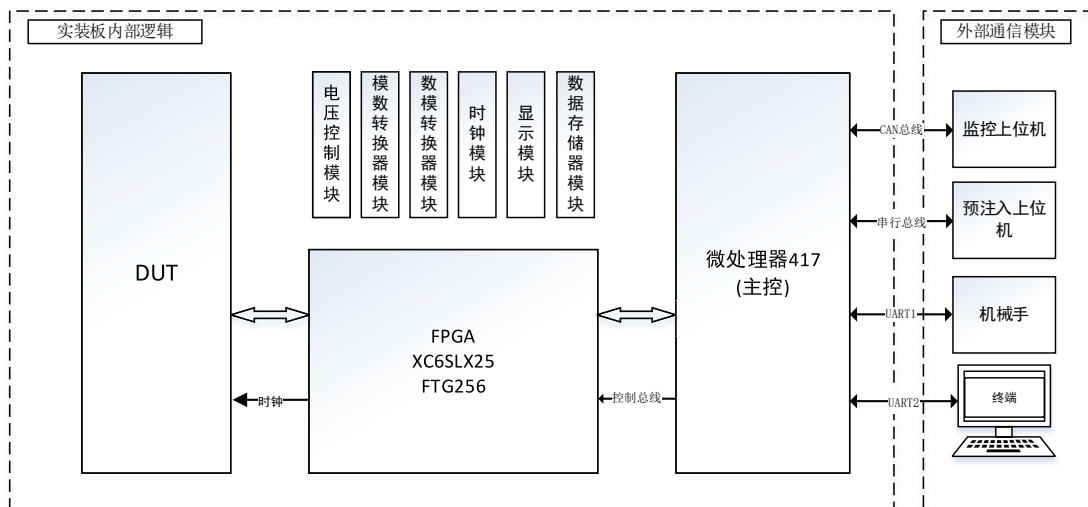 实装板内部逻辑
外部通信模块
DUT
电压控制模块
模数转换器模块
数模转换器模块
时钟模块
显示模块
数据存储器模块
FPGA
XC6SLX25
FTG256
时钟
控制总线
微处理器417
(主控)
CAN总线
监控上位机
串行总线
预注入上位
机
UART1
机械手
UART2
终端